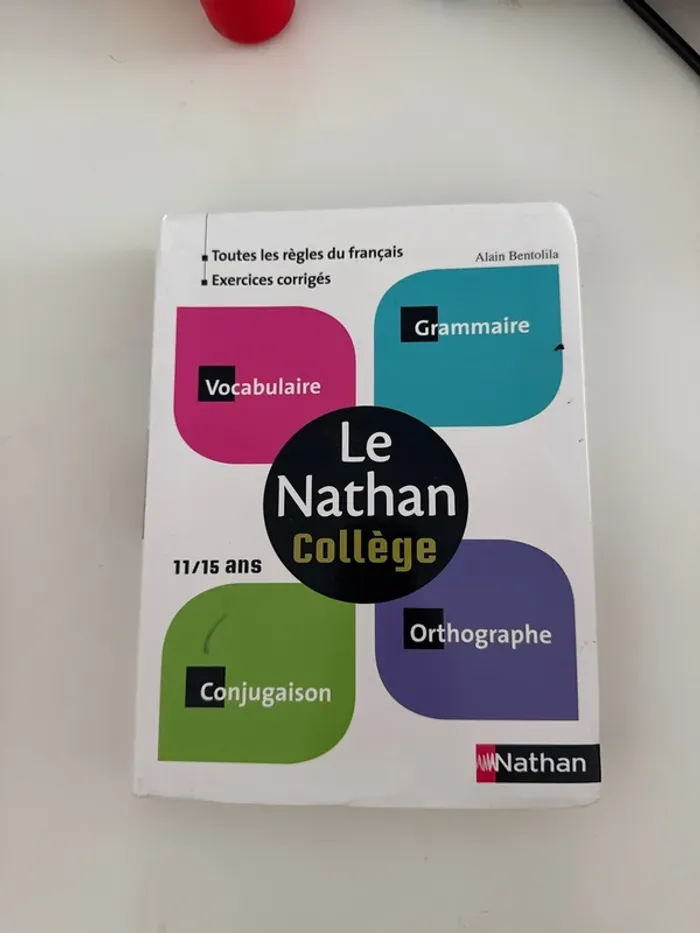 Toutes les règles du français
Exercices corrigés
Alain Bentolila
Grammaire
Vocabulaire
Le
Nathan
Collège
11/15 ans
Orthographe
Conjugaison
Nathan